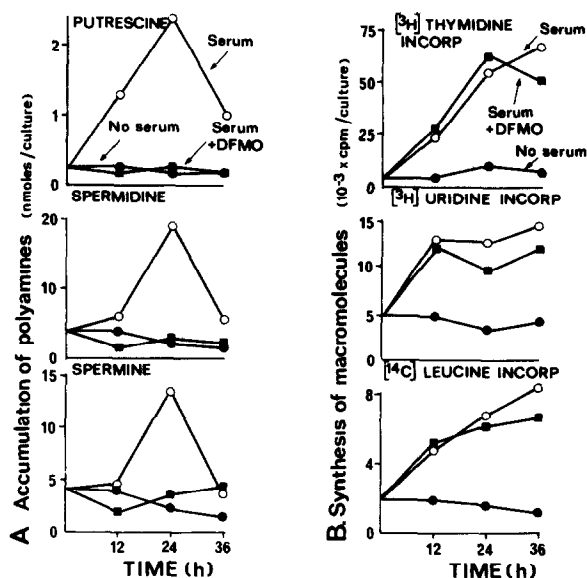 A Accumulation of polyamines (nmoles/culture)
PUTRESCINE
Serum
No serum
Serum
+DFMO
2
1
0
SPERMIDINE
20
10
0
SPERMINE
15
10
5
0
12 24 36
TIME (h)
B. Synthesis of macromolecules (10⁻³ x cpm/culture)
[³H] THYMIDINE
INCORP
Serum
Serum
+DFMO
No serum
75
50
25
0
[³H] URIDINE INCORP
15
10
5
0
[¹⁴C] LEUCINE INCORP
8
4
2
0
12 24 36
TIME (h)